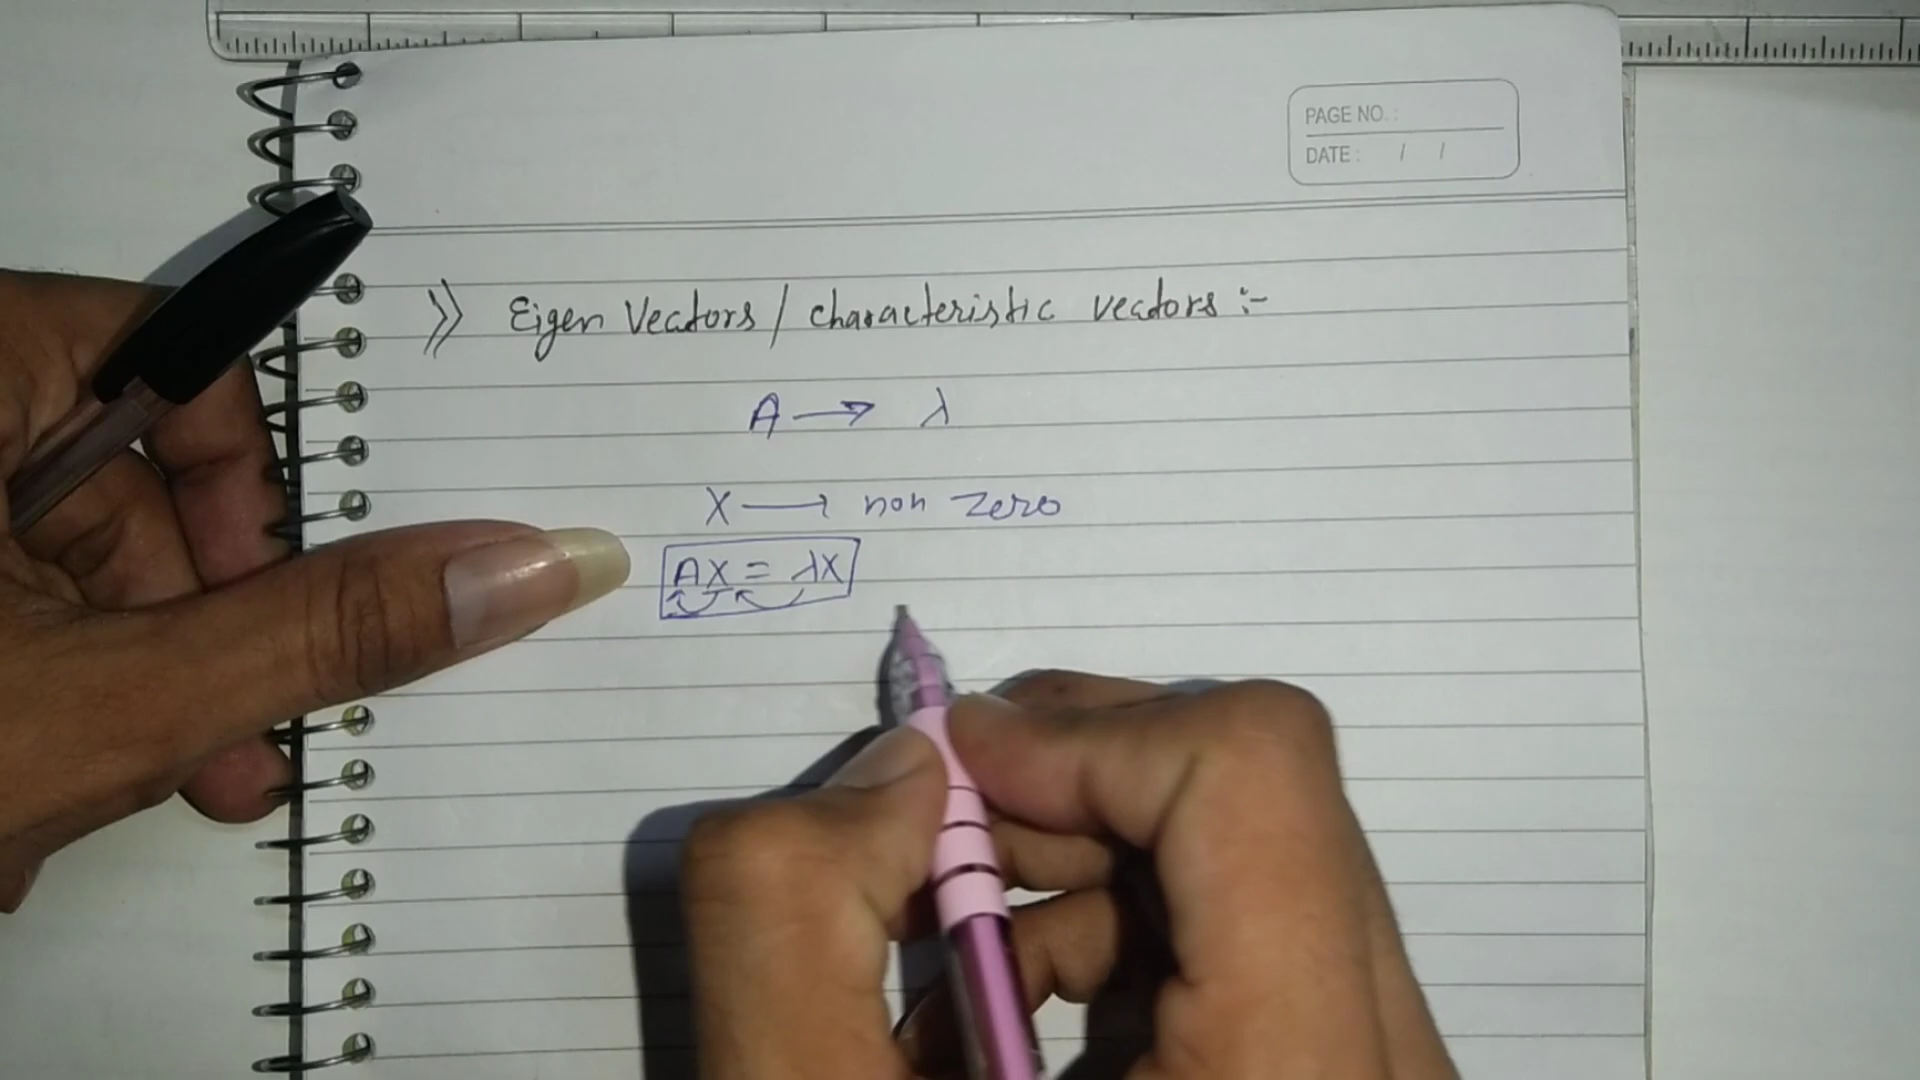 PAGE NO. :
DATE : / /
» Eigen Vectors / characteristic vectors :-
A → λ
X → non zero
AX = λX